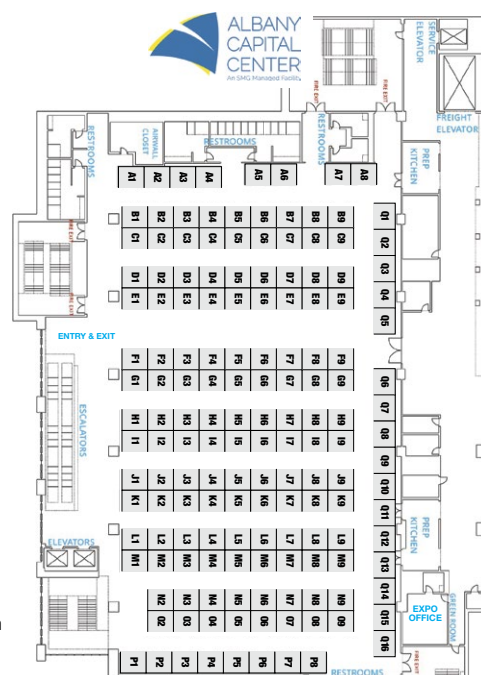 ALBANY
CAPITAL
CENTER
An SMG Managed Facility
SERVICE
ELEVATOR
FIRE EXIT
FIRE EXIT
FREIGHT
ELEVATOR
RESTROOMS
AIRWALL
CLOSET
RESTROOMS
RESTROOMS
PREP
KITCHEN
A1 A2 A3 A4 A5 A6 A7 A8
B1 B2 B3 B4 B5 B6 B7 B8 B9
C1 C2 C3 C4 C5 C6 C7 C8 C9
Q1
Q2
Q3
Q4
Q5
FIRE EXIT
D1 D2 D3 D4 D5 D6 D7 D8 D9
E1 E2 E3 E4 E5 E6 E7 E8 E9
FIRE EXIT
ENTRY & EXIT
F1 F2 F3 F4 F5 F6 F7 F8 F9
G1 G2 G3 G4 G5 G6 G7 G8 G9
Q6
Q7
Q8
Q9
Q10
Q11
Q12
Q13
Q14
Q15
Q16
ESCALATORS
H1 H2 H3 H4 H5 H6 H7 H8 H9
I1 I2 I3 I4 I5 I6 I7 I8 I9
J1 J2 J3 J4 J5 J6 J7 J8 J9
K1 K2 K3 K4 K5 K6 K7 K8 K9
PREP
KITCHEN
ELEVATORS
L1 L2 L3 L4 L5 L6 L7 L8 L9
M1 M2 M3 M4 M5 M6 M7 M8 M9
N2 N3 N4 N5 N6 N7 N8 N9
O2 O3 O4 O5 O6 O7 O8 O9
EXPO
OFFICE
GREEN ROOM
P1 P2 P3 P4 P5 P6 P7 P8
FIRE EXIT
RESTROOMS